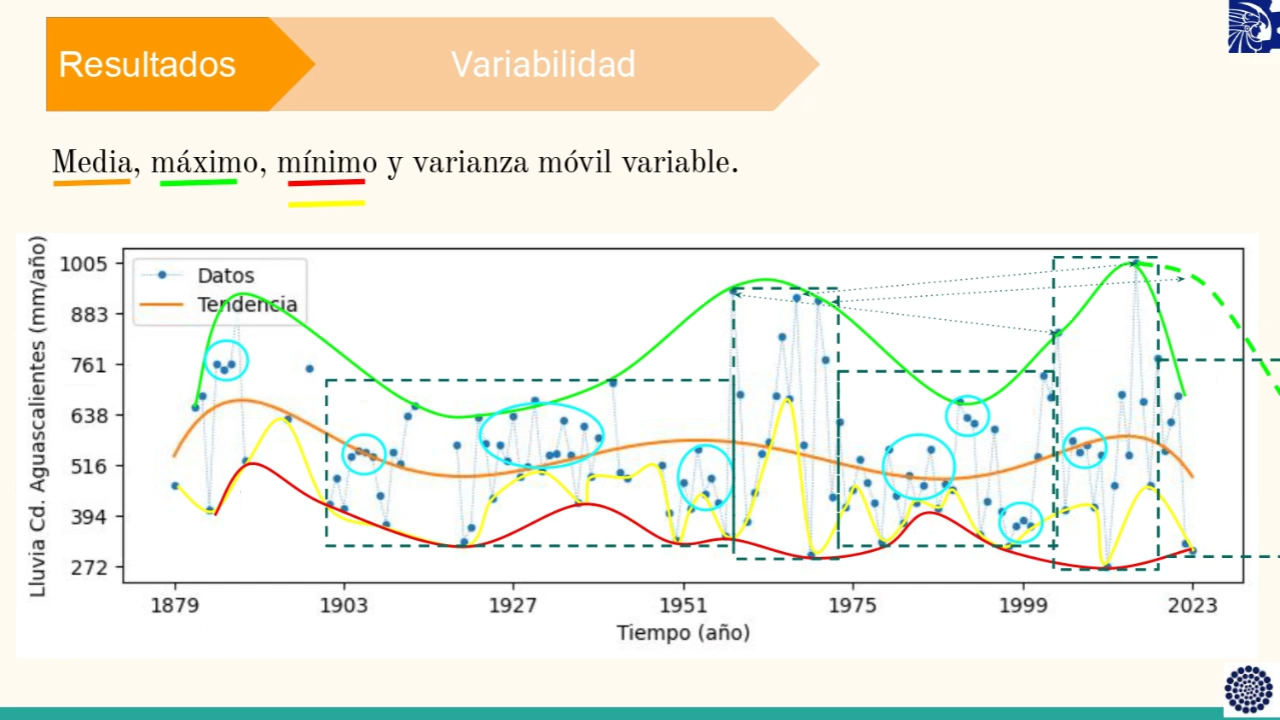 Resultados
Variabilidad
Media, máximo, mínimo y varianza móvil variable.
Lluvia Cd. Aguascalientes (mm/año)
1005
883
761
638
516
394
272
Datos
Tendencia
1879 1903 1927 1951 1975 1999 2023
Tiempo (año)